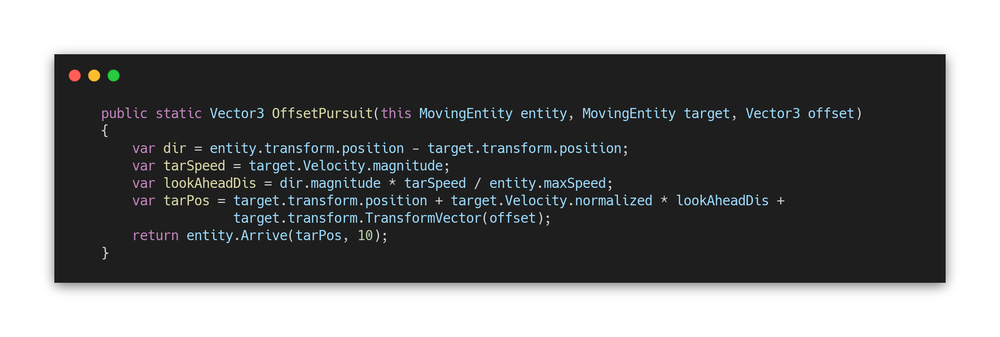 public static Vector3 OffsetPursuit(this MovingEntity entity, MovingEntity target, Vector3 offset)
{
    var dir = entity.transform.position - target.transform.position;
    var tarSpeed = target.Velocity.magnitude;
    var lookAheadDis = dir.magnitude * tarSpeed / entity.maxSpeed;
    var tarPos = target.transform.position + target.Velocity.normalized * lookAheadDis +
                 target.transform.TransformVector(offset);
    return entity.Arrive(tarPos, 10);
}